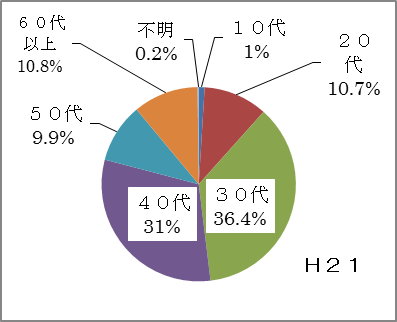 不明
0.2%
１０代
1%
２０
代
10.7%
３０代
36.4%
４０代
31%
５０代
9.9%
６０代
以上
10.8%
Ｈ２１